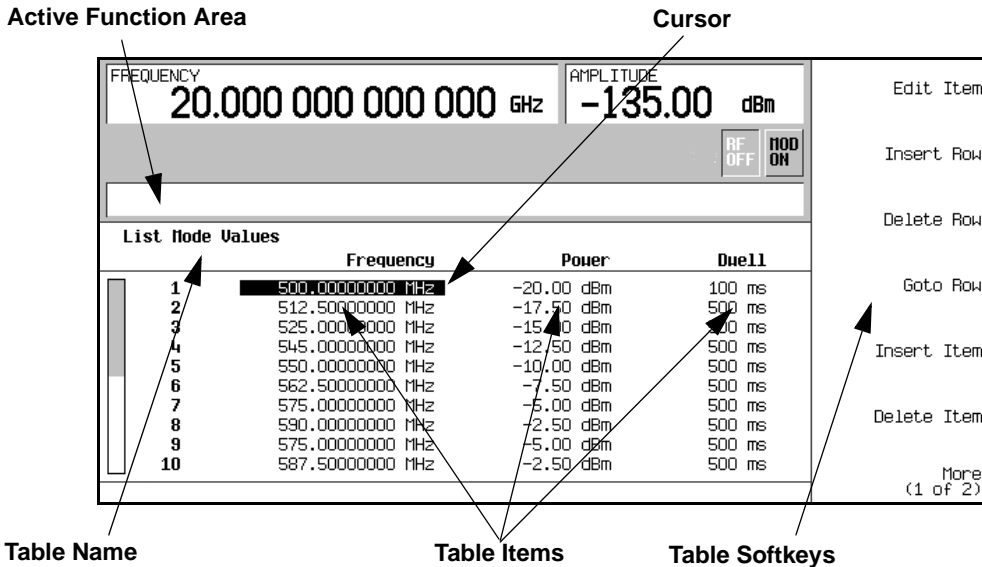 Active Function Area
Cursor
FREQUENCY
20.000 000 000 000 GHz
AMPLITUDE
-135.00 dBm
RF OFF
MOD ON
List Mode Values
Frequency Power Dwell
1 500.00000000 MHz -20.00 dBm 100 ms
2 512.50000000 MHz -17.50 dBm 500 ms
3 525.00000000 MHz -15.00 dBm 500 ms
4 545.00000000 MHz -12.50 dBm 500 ms
5 550.00000000 MHz -10.00 dBm 500 ms
6 562.50000000 MHz -7.50 dBm 500 ms
7 575.00000000 MHz -5.00 dBm 500 ms
8 590.00000000 MHz -2.50 dBm 500 ms
9 575.00000000 MHz -5.00 dBm 500 ms
10 587.50000000 MHz -2.50 dBm 500 ms
Edit Item
Insert Row
Delete Row
Goto Row
Insert Item
Delete Item
More
(1 of 2)
Table Name
Table Items
Table Softkeys